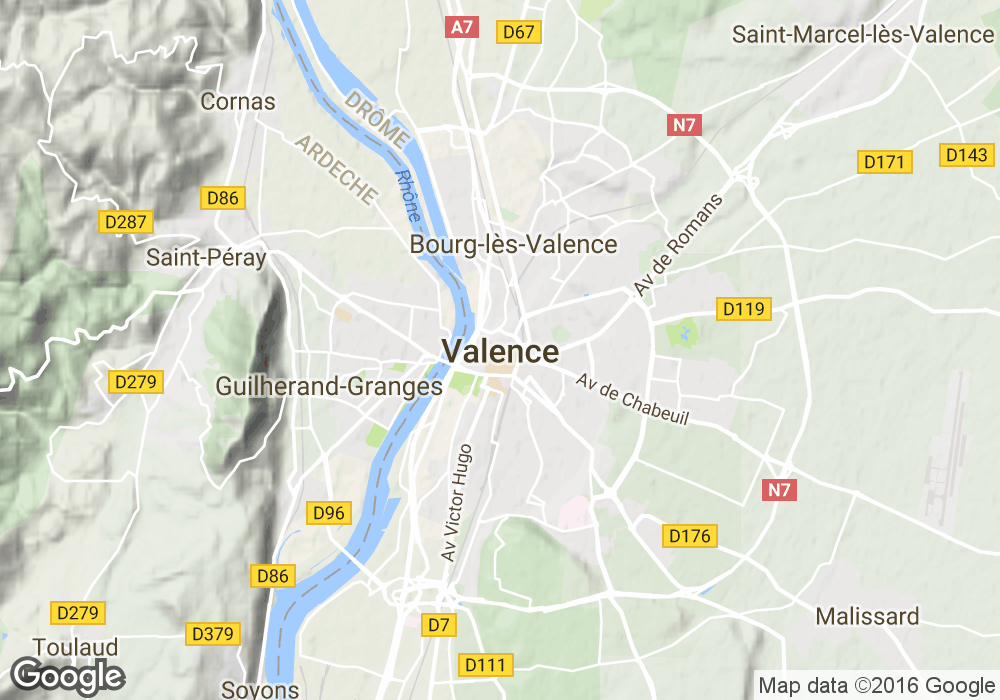 A7
D67
Saint-Marcel-lès-Valence
Cornas
DRÔME
N7
ARDECHE
D171
D143
Rhône
D86
D287
Av de Romans
Bourg-lès-Valence
Saint-Péray
D119
Valence
D279
Guilherand-Granges
Av de Chabeuil
Av Victor Hugo
N7
D96
D176
D86
D279
D7
Malissard
D379
Toulaud
D111
Soyons
Google
Map data ©2016 Google